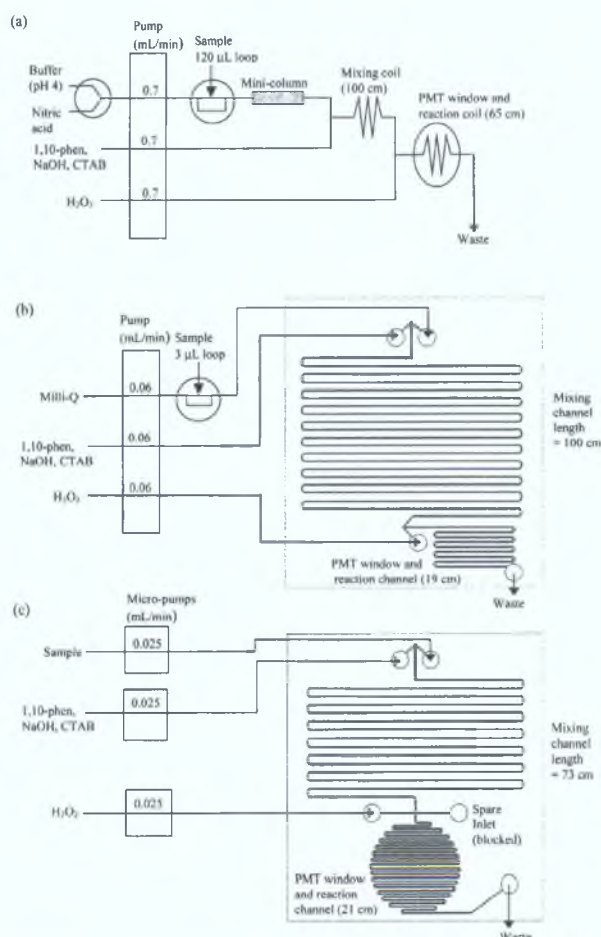 (a)
Pump
(mL/min)
Sample
120 µL loop
Buffer
(pH 4)
Nitric
acid
0.7
Mini-column
Mixing coil
(100 cm)
PMT window and
reaction coil (65 cm)
1,10-phen,
NaOH, CTAB
0.7
H₂O₂
0.7
Waste
(b)
Pump
(mL/min)
Sample
3 µL loop
Milli-Q
0.06
1,10-phen,
NaOH, CTAB
0.06
H₂O₂
0.06
Mixing
channel
length
= 100 cm
PMT window and
reaction channel (19 cm)
Waste
(c)
Micro-pumps
(mL/min)
Sample
0.025
1,10-phen,
NaOH, CTAB
0.025
H₂O₂
0.025
Mixing
channel
length
= 73 cm
Spare
Inlet
(blocked)
PMT window
and reaction
channel (21 cm)
Waste